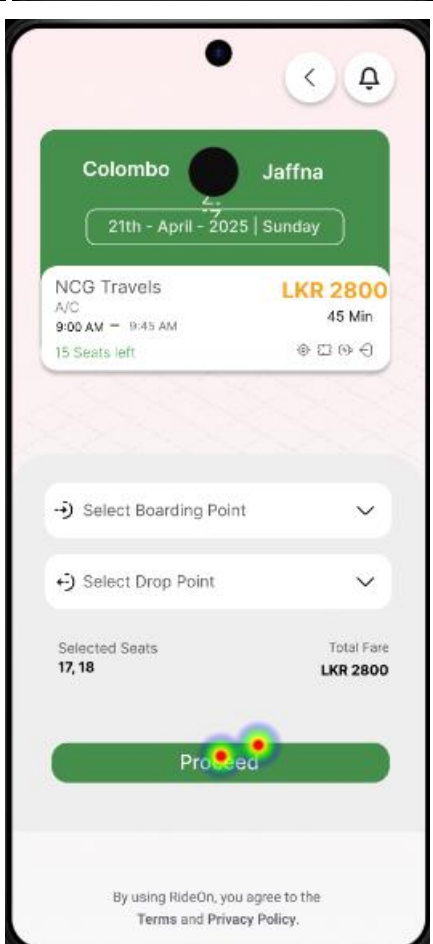 Colombo Jaffna
21th - April - 2025 | Sunday
NCG Travels LKR 2800
A/C 45 Min
9:00 AM – 9:45 AM
15 Seats left
Select Boarding Point
Select Drop Point
Selected Seats Total Fare
17, 18 LKR 2800
Proceed
By using RideOn, you agree to the
Terms and Privacy Policy.